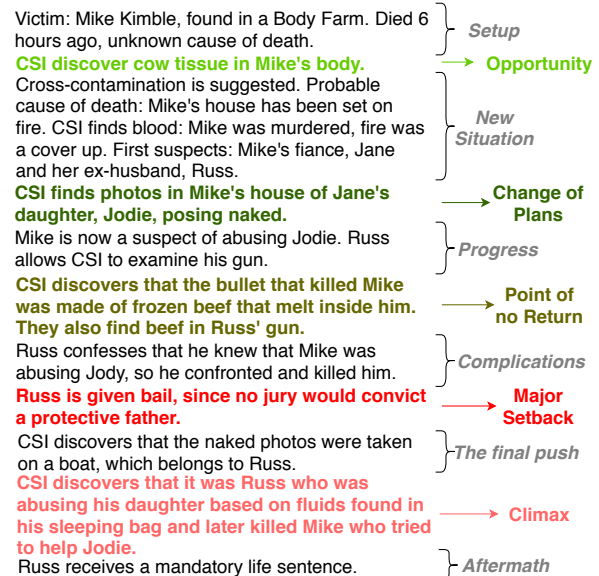 Victim: Mike Kimble, found in a Body Farm. Died 6
hours ago, unknown cause of death.
Setup
CSI discover cow tissue in Mike's body.
Opportunity
Cross-contamination is suggested. Probable
cause of death: Mike's house has been set on
fire. CSI finds blood: Mike was murdered, fire was
a cover up. First suspects: Mike's fiance, Jane
and her ex-husband, Russ.
New
Situation
CSI finds photos in Mike's house of Jane's
daughter, Jodie, posing naked.
Change of
Plans
Mike is now a suspect of abusing Jodie. Russ
allows CSI to examine his gun.
Progress
CSI discovers that the bullet that killed Mike
was made of frozen beef that melt inside him.
They also find beef in Russ' gun.
Point of
no Return
Russ confesses that he knew that Mike was
abusing Jody, so he confronted and killed him.
Complications
Russ is given bail, since no jury would convict
a protective father.
Major
Setback
CSI discovers that the naked photos were taken
on a boat, which belongs to Russ.
The final push
CSI discovers that it was Russ who was
abusing his daughter based on fluids found in
his sleeping bag and later killed Mike who tried
to help Jodie.
Climax
Russ receives a mandatory life sentence.
Aftermath